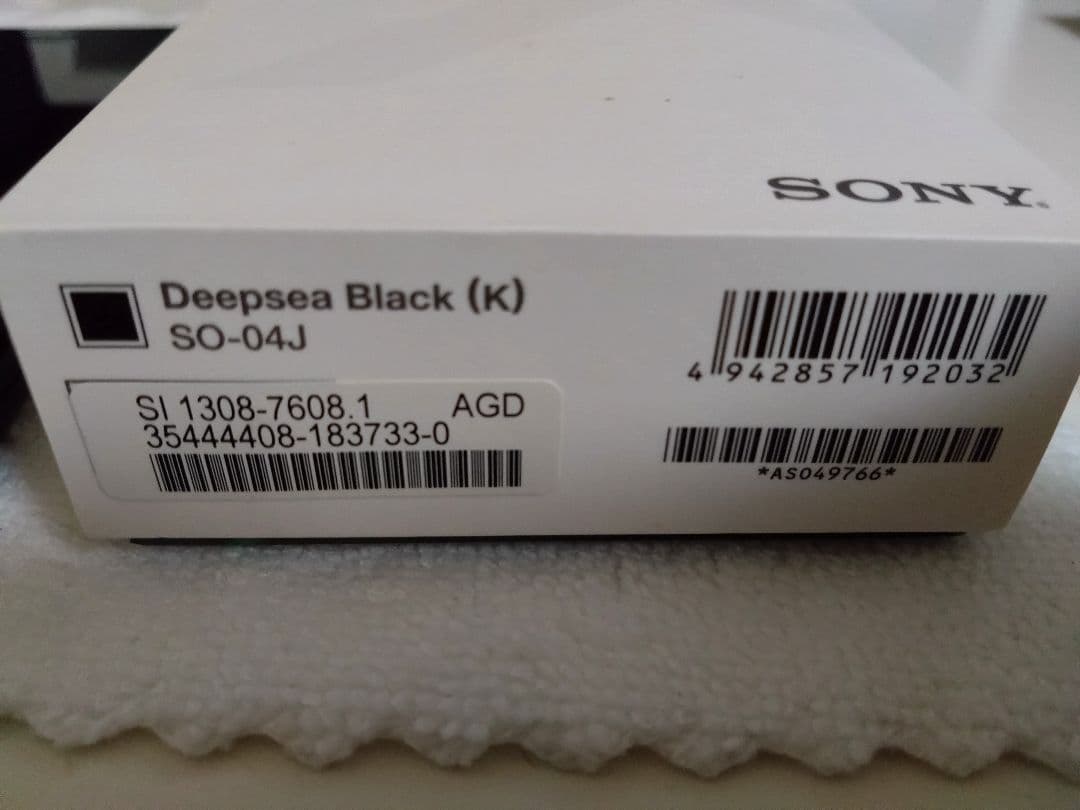 SONY
Deepsea Black (K)
SO-04J
SI 1308-7608.1 AGD
35444408-183733-0
4 942857 192032
*AS049766*